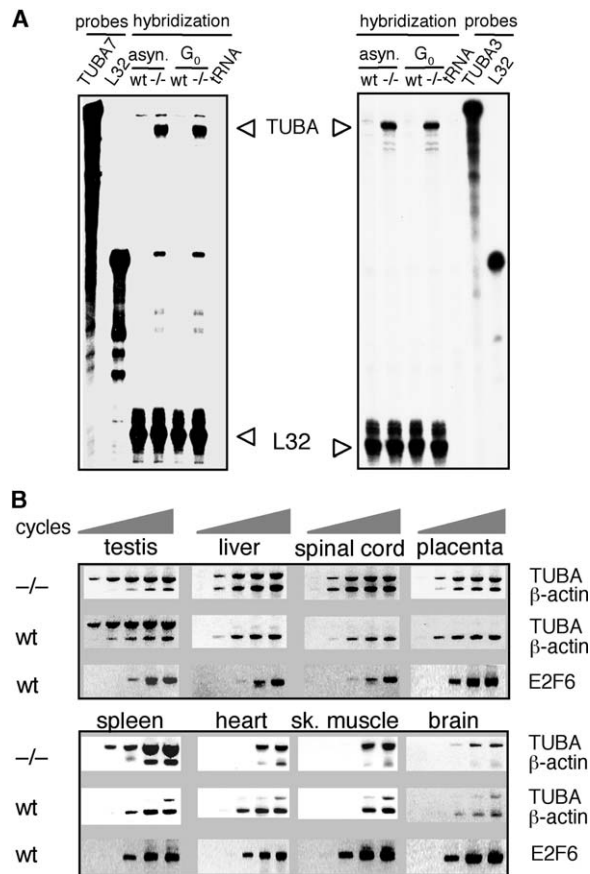 A
probes hybridization
TUBA7 L32 asyn. G0 tRNA
wt -/- wt -/-
hybridization probes
asyn. G0 tRNA TUBA3 L32
wt -/- wt -/-
TUBA
L32
B
cycles
testis liver spinal cord placenta
–/– TUBA
β-actin
wt TUBA
β-actin
wt E2F6
spleen heart sk. muscle brain
–/– TUBA
β-actin
wt TUBA
β-actin
wt E2F6